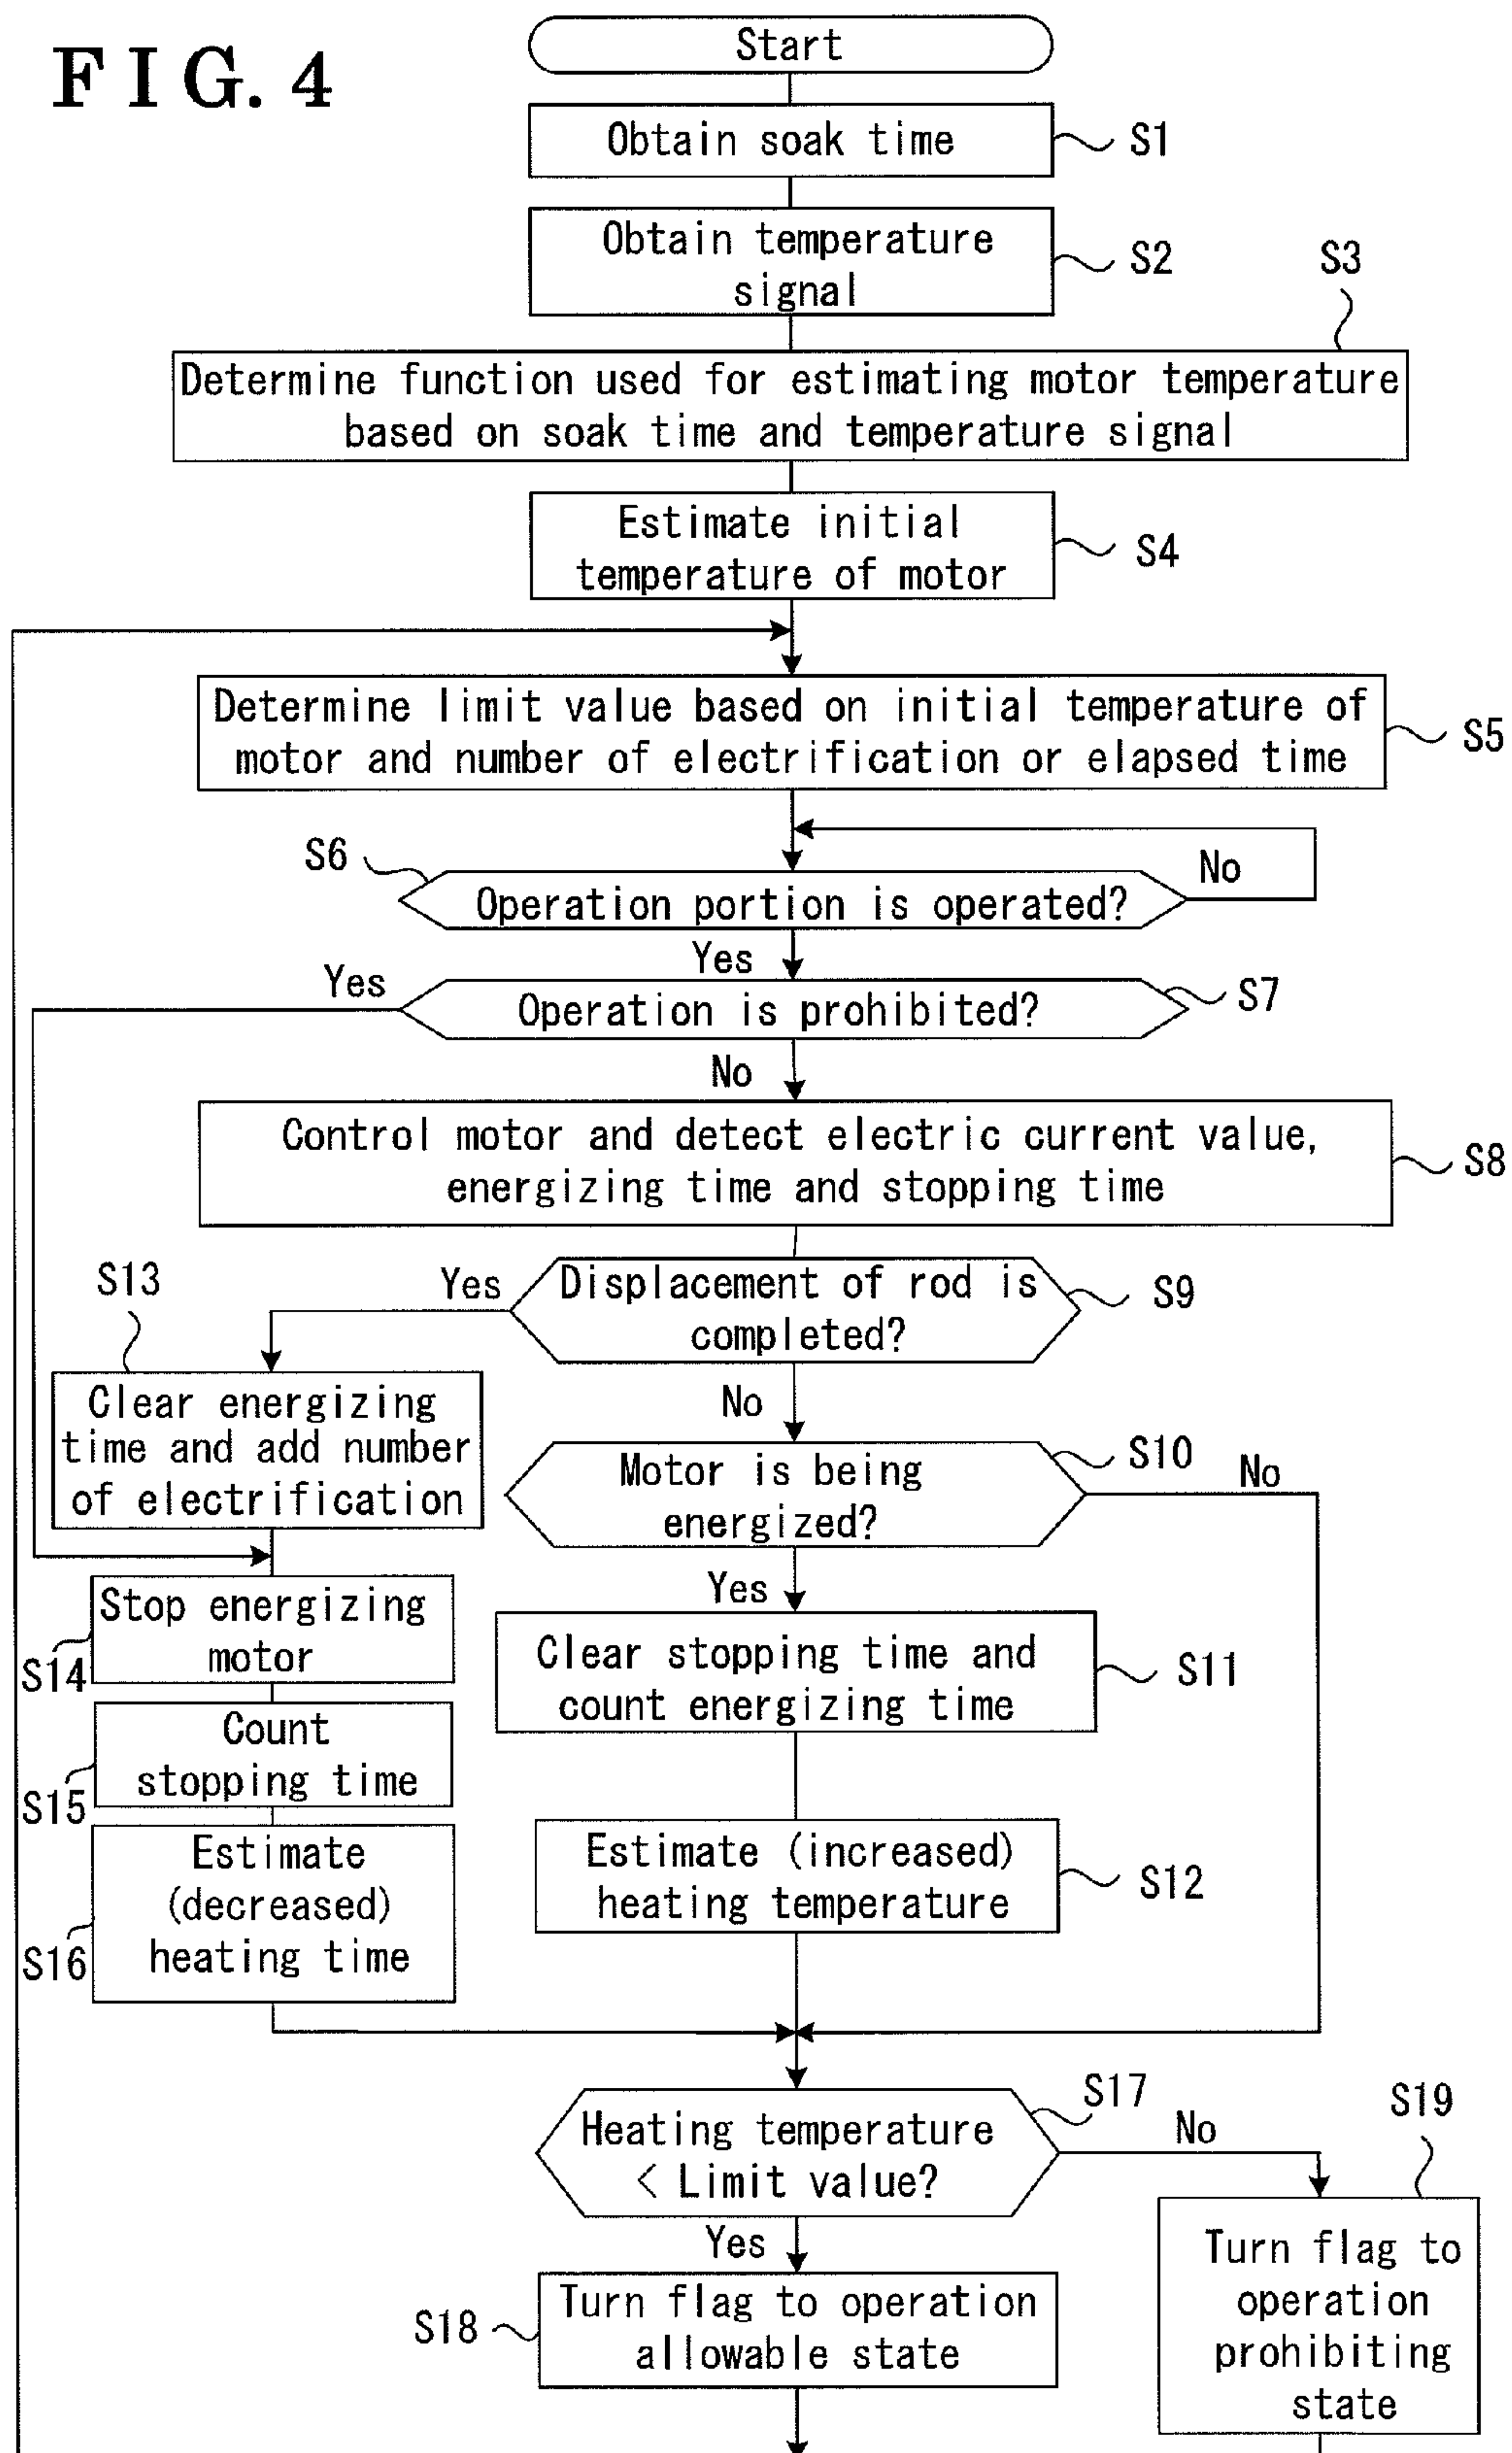 FIG. 4
Start
Obtain soak time
S1
Obtain temperature
signal
S2
S3
Determine function used for estimating motor temperature
based on soak time and temperature signal
Estimate initial
temperature of motor
S4
Determine limit value based on initial temperature of
motor and number of electrification or elapsed time
S5
S6
Operation portion is operated?
No
Yes
Yes
Operation is prohibited?
S7
No
Control motor and detect electric current value,
energizing time and stopping time
S8
S13
Yes
Displacement of rod is
completed?
S9
Clear energizing
time and add number
of electrification
No
Motor is being
energized?
S10
No
Yes
Stop energizing
motor
S14
Clear stopping time and
count energizing time
S11
Count
stopping time
S15
Estimate
(decreased)
heating time
S16
Estimate (increased)
heating temperature
S12
S17
Heating temperature
< Limit value?
No
S19
Yes
Turn flag to operation
allowable state
S18
Turn flag to
operation
prohibiting
state